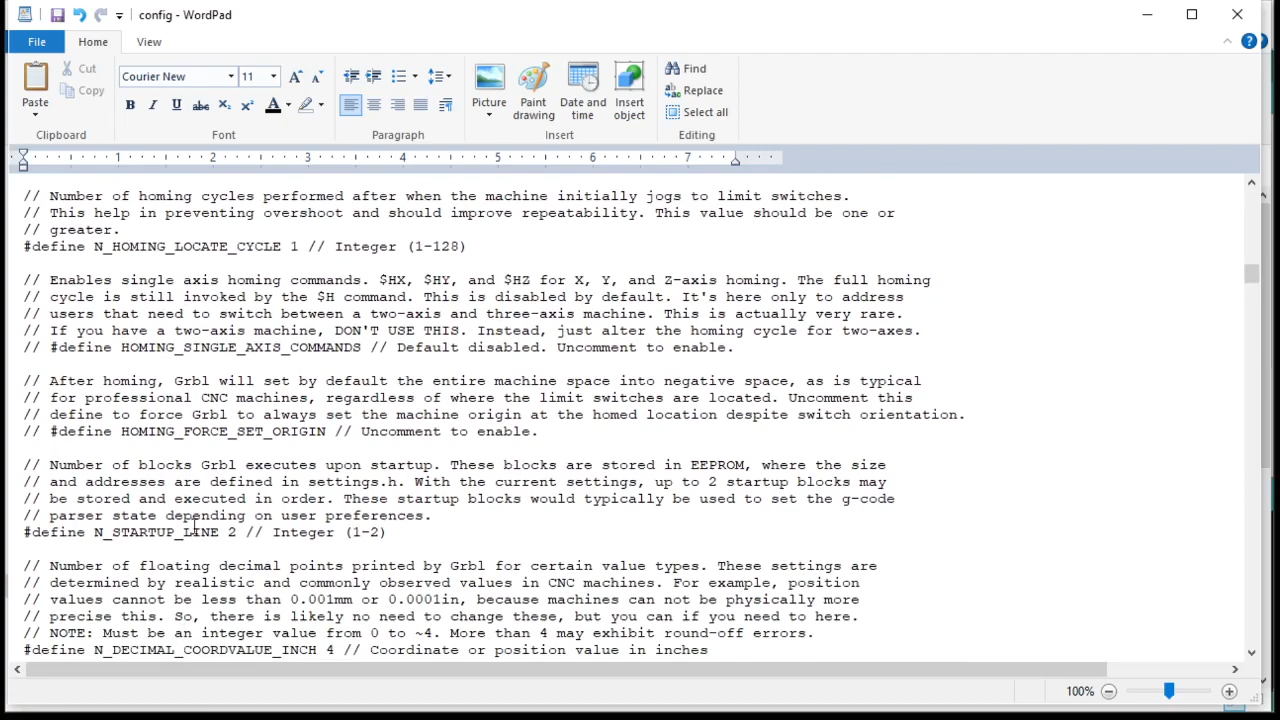 config - WordPad
File Home View
Cut
Copy
Paste
Courier New 11
Picture
Paint drawing
Date and time
Insert object
Find
Replace
Select all
Clipboard Font Paragraph Insert Editing
1 2 3 4 5 6 7
// Number of homing cycles performed after when the machine initially jogs to limit switches.
// This help in preventing overshoot and should improve repeatability. This value should be one or
// greater.
#define N_HOMING_LOCATE_CYCLE 1 // Integer (1-128)
// Enables single axis homing commands. $HX, $HY, and $HZ for X, Y, and Z-axis homing. The full homing
// cycle is still invoked by the $H command. This is disabled by default. It's here only to address
// users that need to switch between a two-axis and three-axis machine. This is actually very rare.
// If you have a two-axis machine, DON'T USE THIS. Instead, just alter the homing cycle for two-axes.
// #define HOMING_SINGLE_AXIS_COMMANDS // Default disabled. Uncomment to enable.
// After homing, Grbl will set by default the entire machine space into negative space, as is typical
// for professional CNC machines, regardless of where the limit switches are located. Uncomment this
// define to force Grbl to always set the machine origin at the homed location despite switch orientation.
// #define HOMING_FORCE_SET_ORIGIN // Uncomment to enable.
// Number of blocks Grbl executes upon startup. These blocks are stored in EEPROM, where the size
// and addresses are defined in settings.h. With the current settings, up to 2 startup blocks may
// be stored and executed in order. These startup blocks would typically be used to set the g-code
// parser state depending on user preferences.
#define N_STARTUP_LINE 2 // Integer (1-2)
// Number of floating decimal points printed by Grbl for certain value types. These settings are
// determined by realistic and commonly observed values in CNC machines. For example, position
// values cannot be less than 0.001mm or 0.0001in, because machines can not be physically more
// precise this. So, there is likely no need to change these, but you can if you need to here.
// NOTE: Must be an integer value from 0 to ~4. More than 4 may exhibit round-off errors.
#define N_DECIMAL_COORDVALUE_INCH 4 // Coordinate or position value in inches
100%